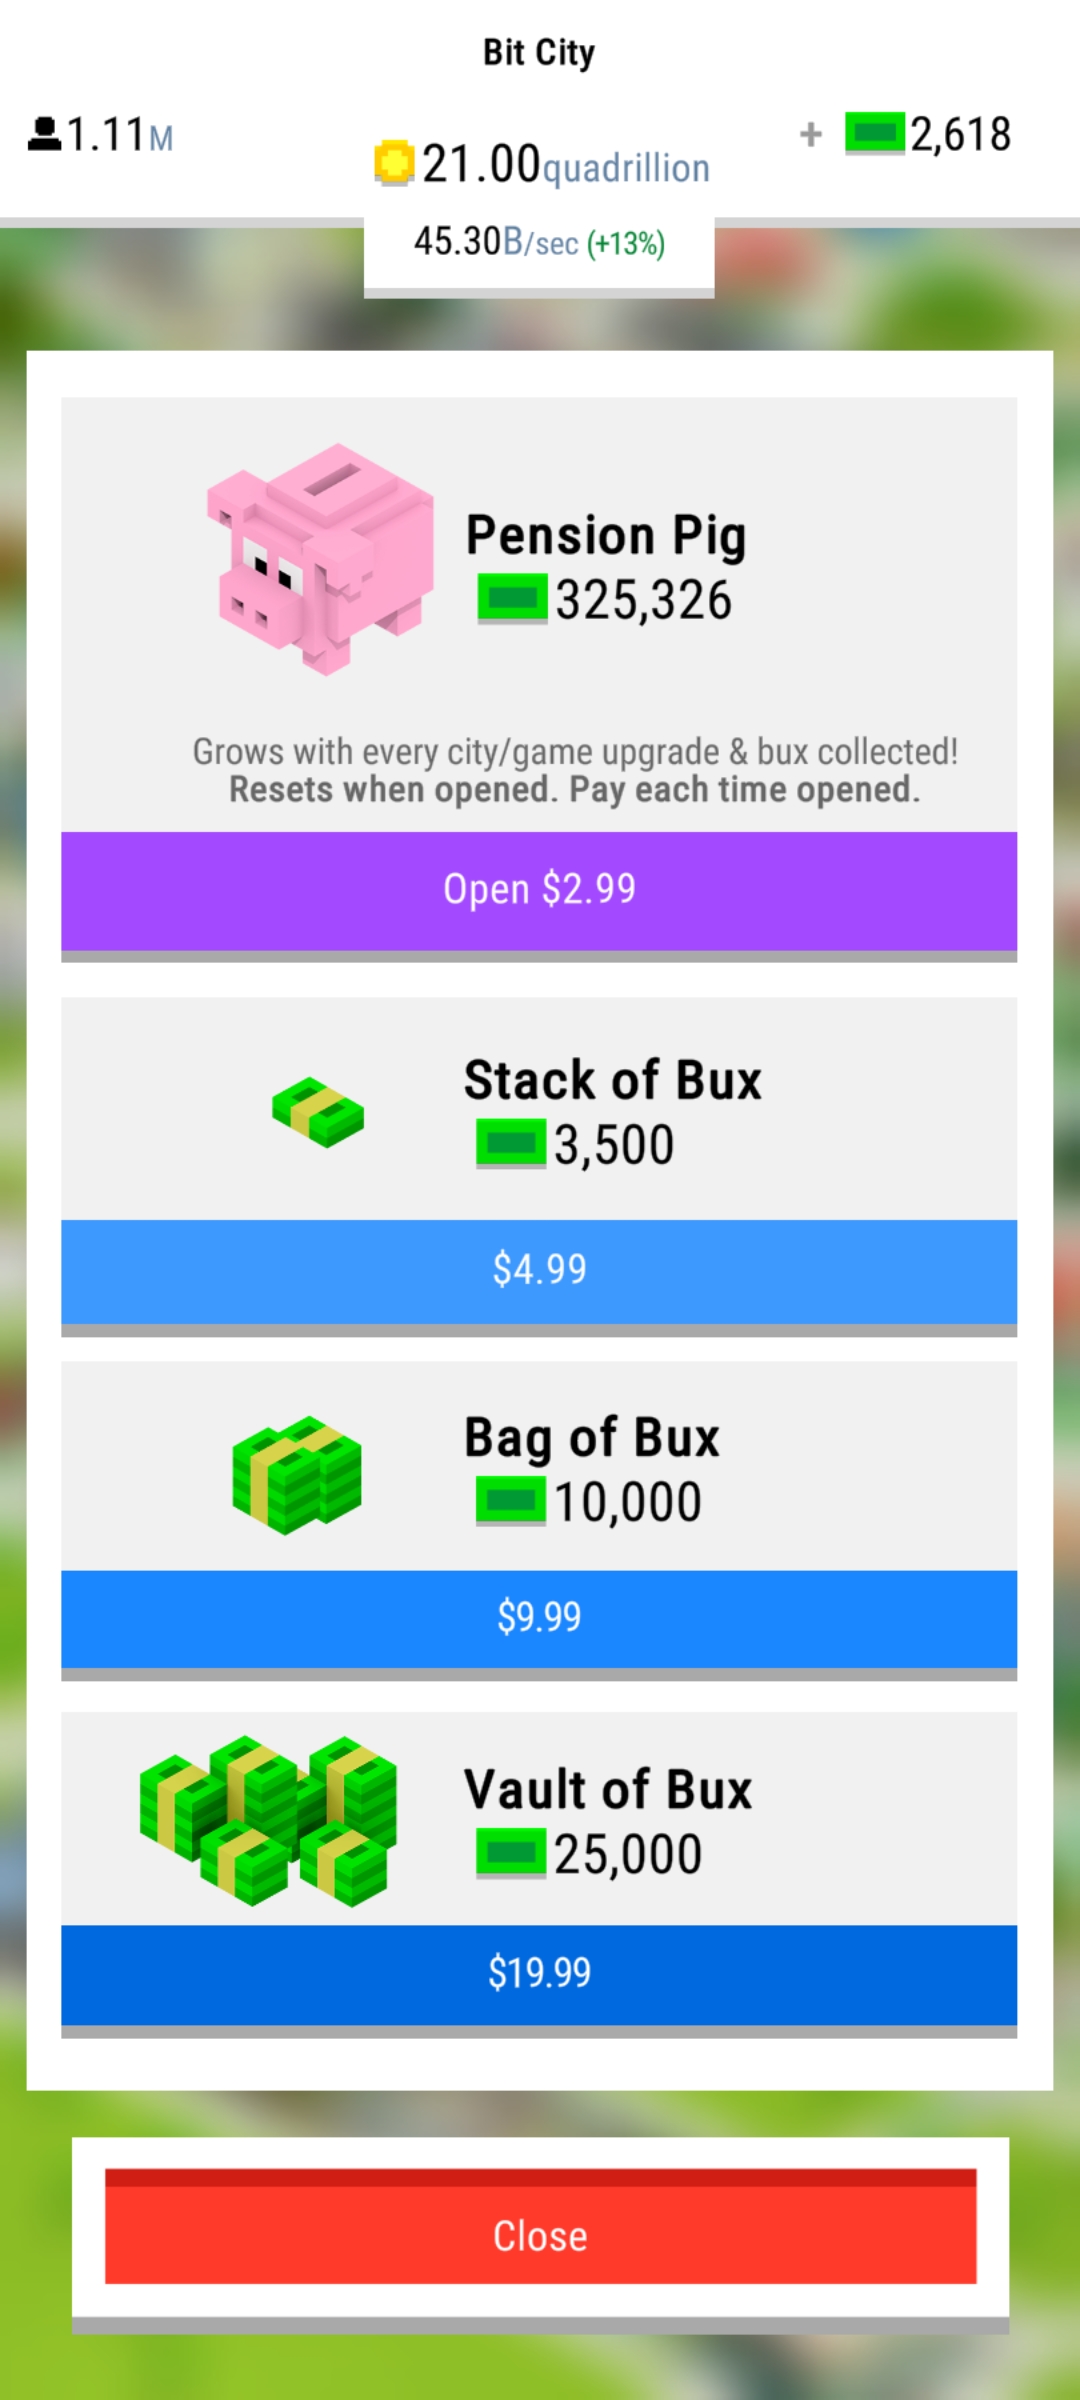 Bit City
1.11M
+ 2,618
21.00quadrillion
45.30B/sec (+13%)
Pension Pig
325,326
Grows with every city/game upgrade & bux collected!
Resets when opened. Pay each time opened.
Open $2.99
Stack of Bux
3,500
$4.99
Bag of Bux
10,000
$9.99
Vault of Bux
25,000
$19.99
Close